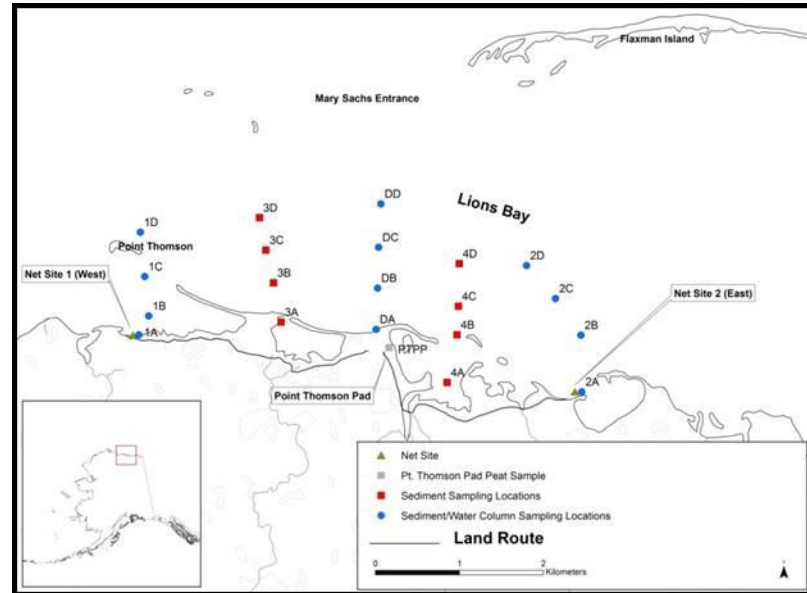 Flaxman Island
Mary Sachs Entrance
Lions Bay
DD
3D
1D
DC
Point Thomson
3C
4D
2D
Net Site 1 (West)
1C
3B
DB
Net Site 2 (East)
2C
4C
1B
3A
DA
4B
2B
1A
PTPP
4A
2A
Point Thomson Pad
Net Site
Pt. Thomson Pad Peat Sample
Sediment Sampling Locations
Sediment/Water Column Sampling Locations
Land Route
0 1 2
Kilometers